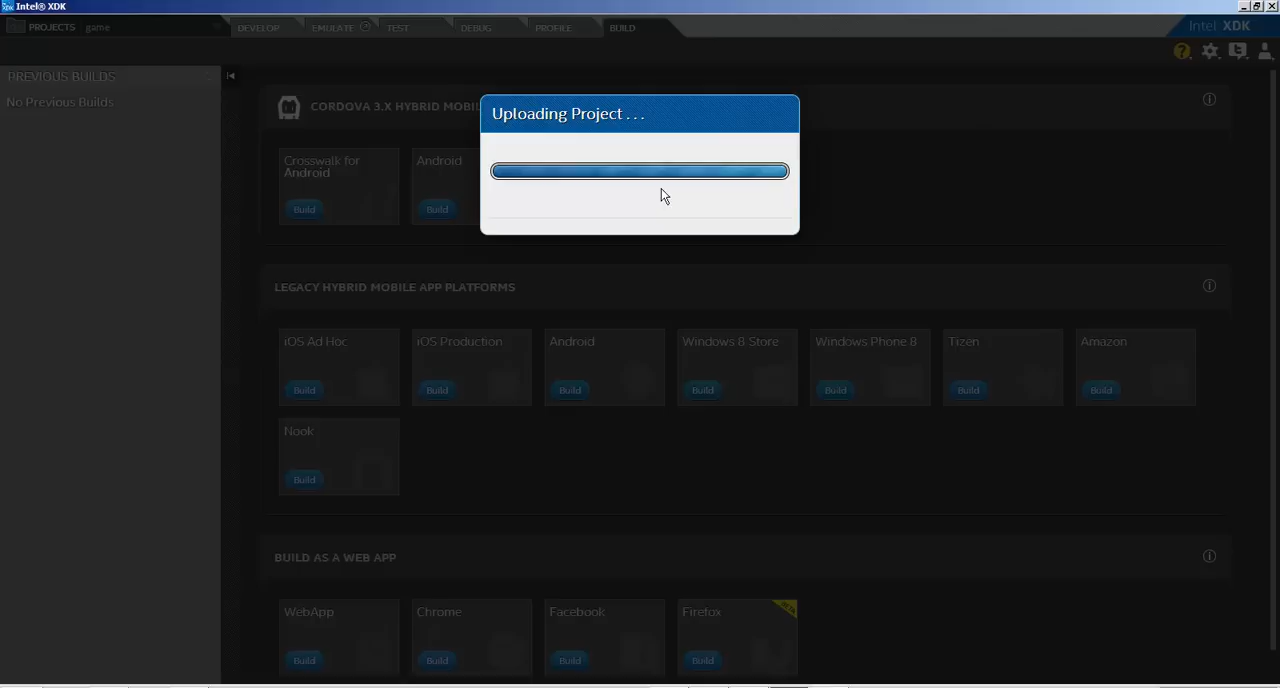 Intel® XDK
PROJECTS game DEVELOP EMULATE TEST DEBUG PROFILE BUILD Intel XDK
PREVIOUS BUILDS
No Previous Builds
CORDOVA 3.X HYBRID
Uploading Project . . .
Crosswalk for Android
Build
Android
Build
LEGACY HYBRID MOBILE APP PLATFORMS
iOS Ad Hoc
Build
iOS Production
Build
Android
Build
Windows 8 Store
Build
Windows Phone 8
Build
Tizen
Build
Amazon
Build
Nook
Build
BUILD AS A WEB APP
WebApp
Build
Chrome
Build
Facebook
Build
Firefox
BETA
Build